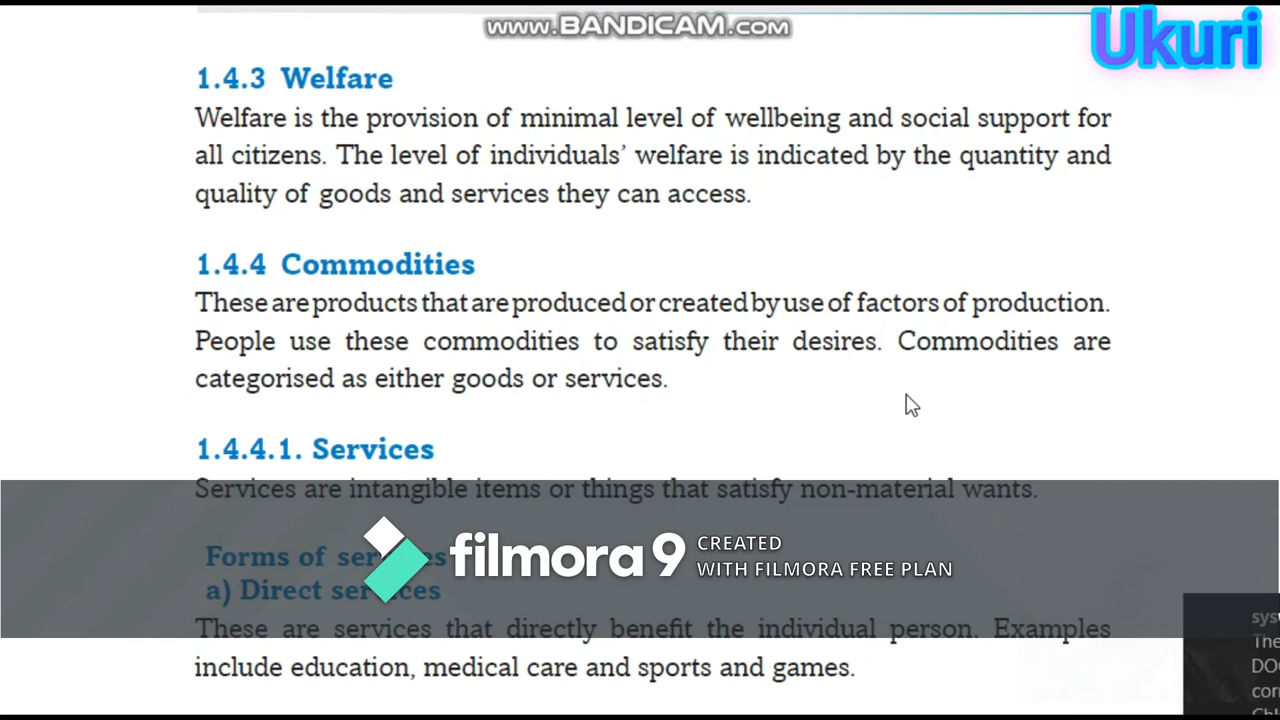 www.BANDICAM.com
Ukuri
1.4.3 Welfare
Welfare is the provision of minimal level of wellbeing and social support for
all citizens. The level of individuals’ welfare is indicated by the quantity and
quality of goods and services they can access.
1.4.4 Commodities
These are products that are produced or created by use of factors of production.
People use these commodities to satisfy their desires. Commodities are
categorised as either goods or services.
1.4.4.1. Services
Services are intangible items or things that satisfy non-material wants.
Forms of services
filmora9 CREATED
WITH FILMORA FREE PLAN
a) Direct services
These are services that directly benefit the individual person. Examples
include education, medical care and sports and games.
The